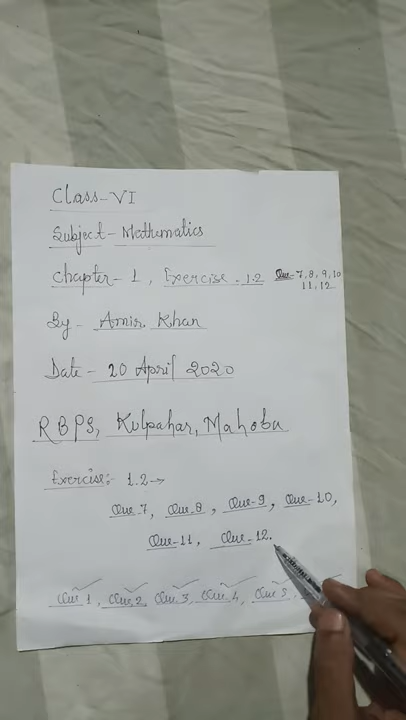 Class-VI
Subject- Mathematics
Chapter- 1, Exercise. 1.2 Que-7,8,9,10
11,12
By- Amir Khan
Date- 20 April 2020
RBPS, Kulpahar, Mahoba
Exercise:- 1.2→
Que-7, Que-8, Que-9, Que-10,
Que-11, Que-12.
Que 1, Que 2, Que 3, Que 4, Que 5